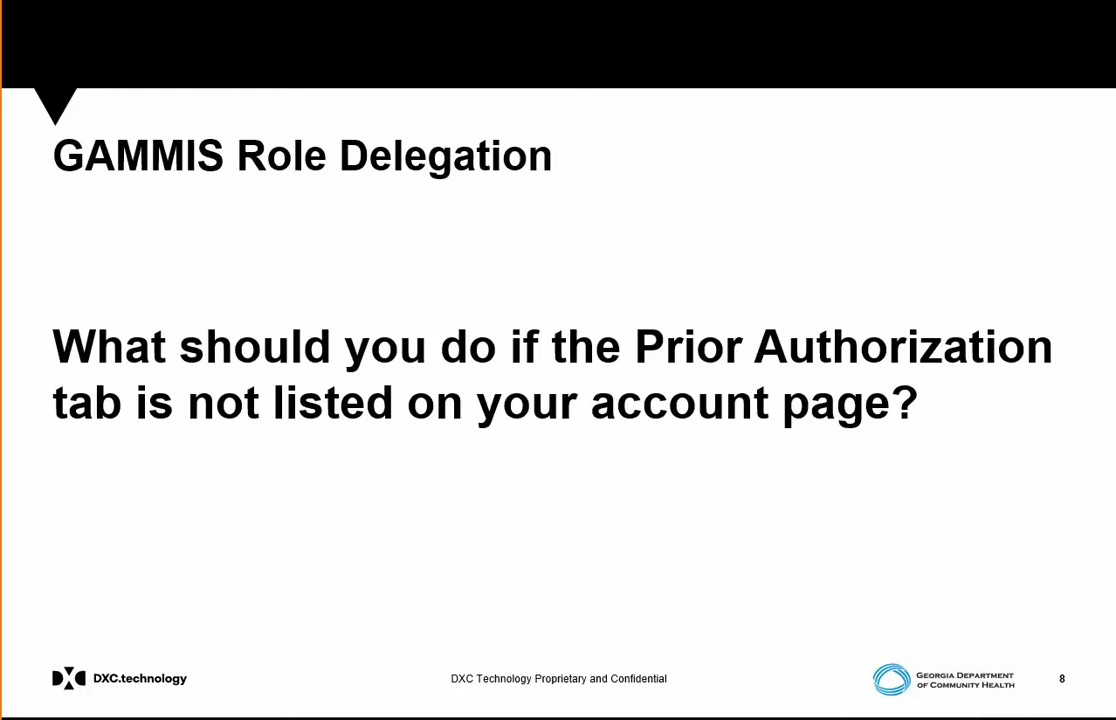 GAMMIS Role Delegation
What should you do if the Prior Authorization
tab is not listed on your account page?
DXC.technology
DXC Technology Proprietary and Confidential
GEORGIA DEPARTMENT
OF COMMUNITY HEALTH
8